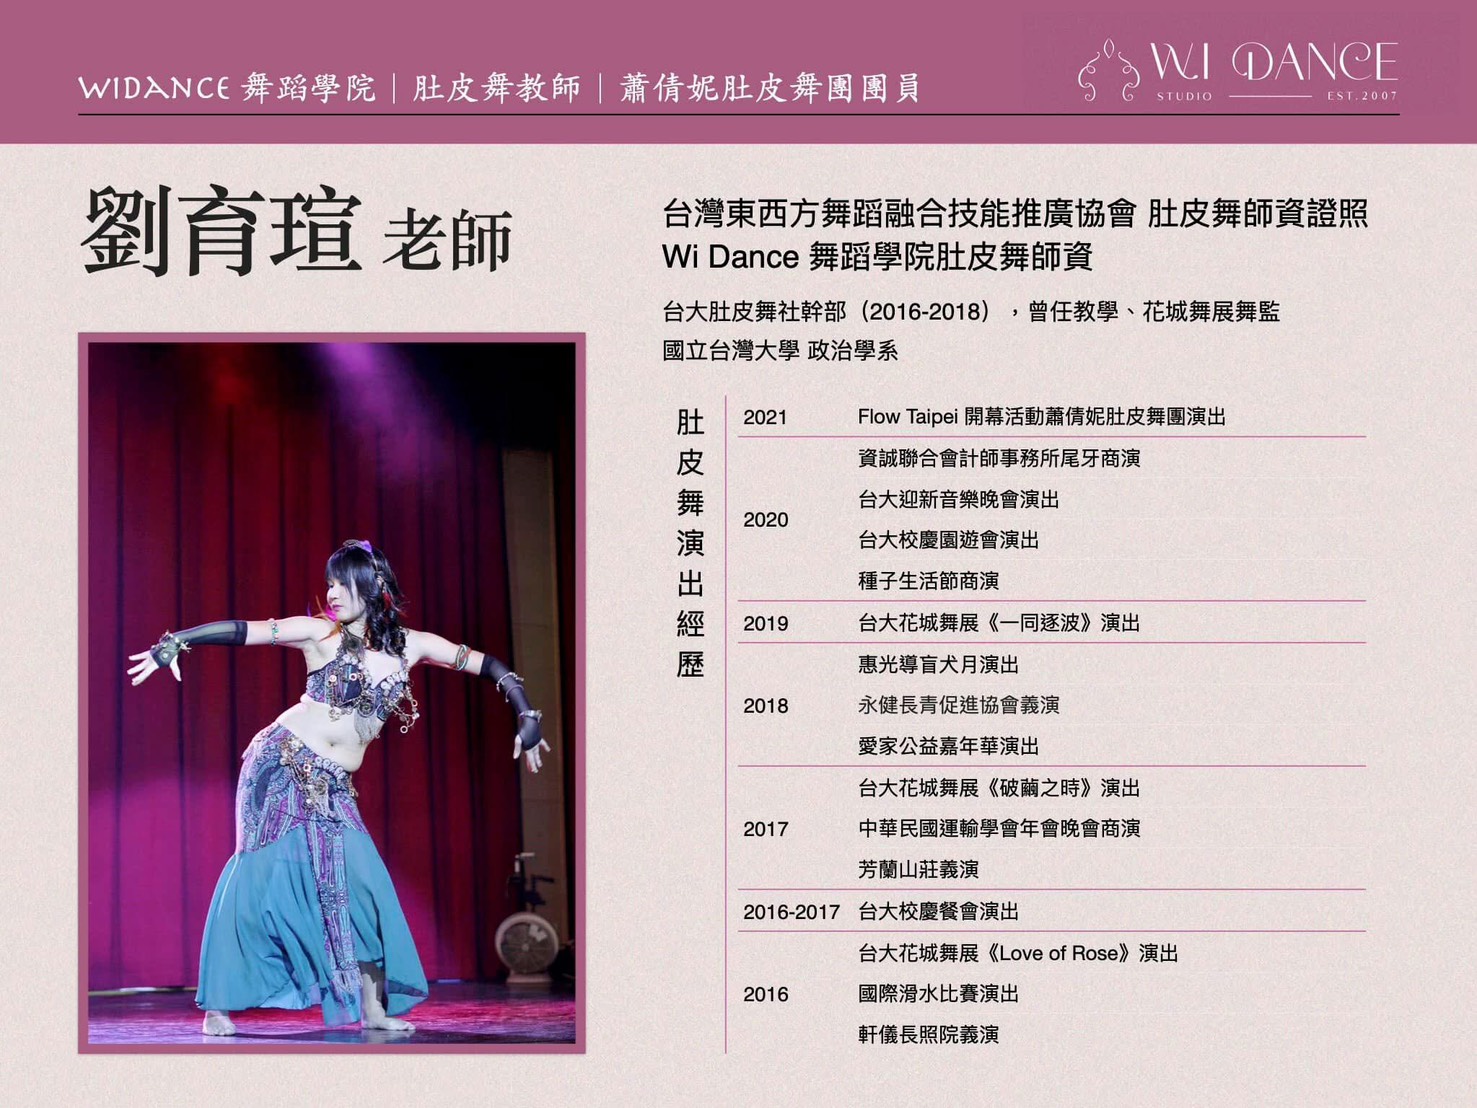 WIDANCE 舞蹈學院｜肚皮舞教師｜蕭倩妮肚皮舞團團員
WI DANCE
STUDIO EST.2007
劉育瑄 老師
台灣東西方舞蹈融合技能推廣協會 肚皮舞師資證照
Wi Dance 舞蹈學院肚皮舞師資
台大肚皮舞社幹部（2016-2018），曾任教學、花城舞展舞監
國立台灣大學 政治學系
肚皮舞演出經歷
2021 Flow Taipei 開幕活動蕭倩妮肚皮舞團演出
2020 資誠聯合會計師事務所尾牙商演
台大迎新音樂晚會演出
台大校慶園遊會演出
種子生活節商演
2019 台大花城舞展《一同逐波》演出
2018 惠光導盲犬月演出
永健長青促進協會義演
愛家公益嘉年華演出
2017 台大花城舞展《破繭之時》演出
中華民國運輸學會年會晚會商演
芳蘭山莊義演
2016-2017 台大校慶餐會演出
2016 台大花城舞展《Love of Rose》演出
國際滑水比賽演出
軒儀長照院義演